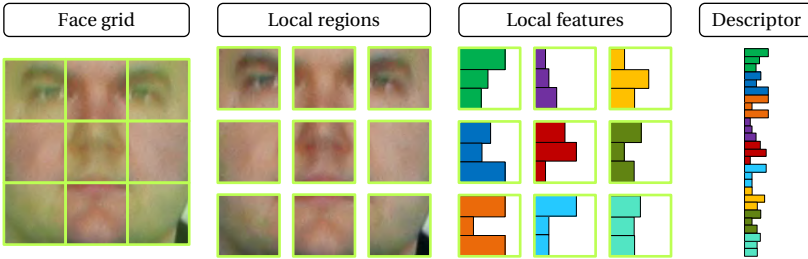 Face grid
Local regions
Local features
Descriptor